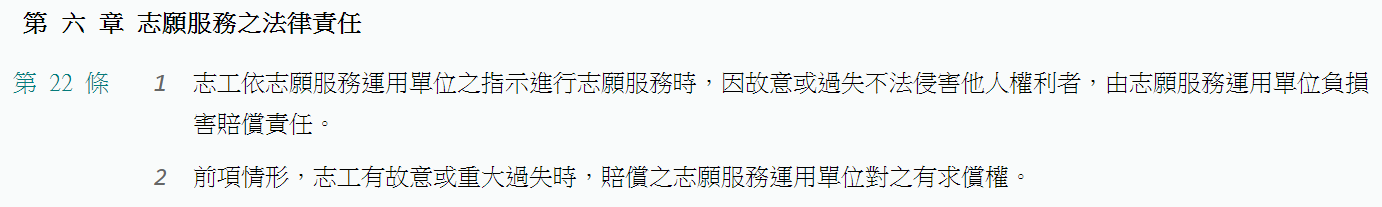 第 六 章 志願服務之法律責任
第 22 條 1 志工依志願服務運用單位之指示進行志願服務時，因故意或過失不法侵害他人權利者，由志願服務運用單位負損
害賠償責任。
2 前項情形，志工有故意或重大過失時，賠償之志願服務運用單位對之有求償權。